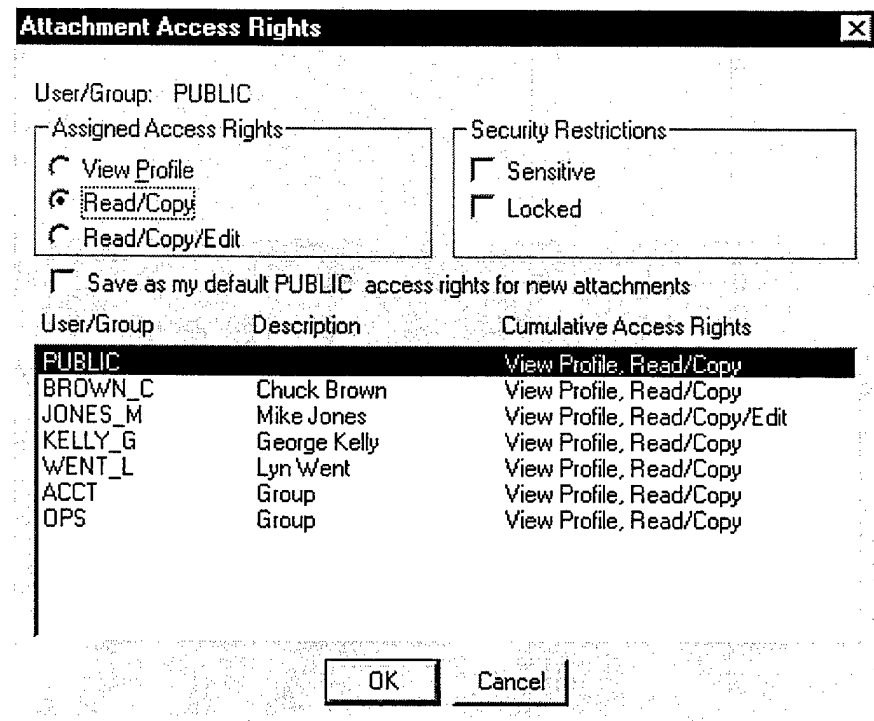 Attachment Access Rights
User/Group: PUBLIC
Assigned Access Rights
View Profile
Read/Copy
Read/Copy/Edit
Security Restrictions
Sensitive
Locked
Save as my default PUBLIC access rights for new attachments
User/Group Description Cumulative Access Rights
PUBLIC View Profile, Read/Copy
BROWN_C Chuck Brown View Profile, Read/Copy
JONES_M Mike Jones View Profile, Read/Copy/Edit
KELLY_G George Kelly View Profile, Read/Copy
WENT_L Lyn Went View Profile, Read/Copy
ACCT Group View Profile, Read/Copy
OPS Group View Profile, Read/Copy
OK Cancel